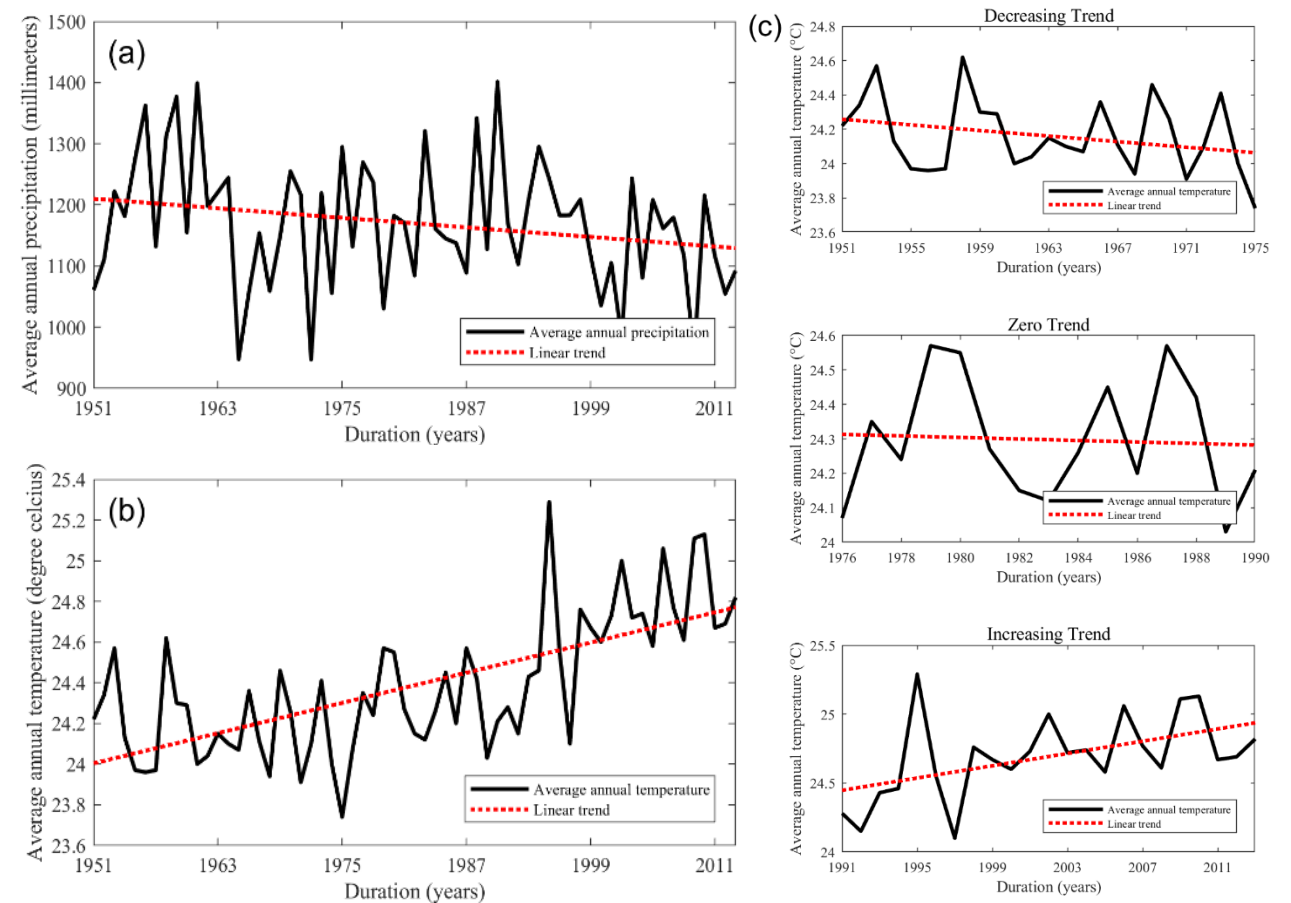 (a)
1500
1400
1300
1200
1100
1000
900
Average annual precipitation (millimeters)
Average annual precipitation
Linear trend
1951 1963 1975 1987 1999 2011
Duration (years)
(b)
25.4
25.2
25
24.8
24.6
24.4
24.2
24
23.8
23.6
Average annual temperature (degree celcius)
Average annual temperature
Linear trend
1951 1963 1975 1987 1999 2011
Duration (years)
(c)
Decreasing Trend
24.8
24.6
24.4
24.2
24
23.8
23.6
Average annual temperature (°C)
Average annual temperature
Linear trend
1951 1955 1959 1963 1967 1971 1975
Duration (years)
Zero Trend
24.6
24.5
24.4
24.3
24.2
24.1
24
Average annual temperature (°C)
Average annual temperature
Linear trend
1976 1978 1980 1982 1984 1986 1988 1990
Duration (years)
Increasing Trend
25.5
25
24.5
24
Average annual temperature (°C)
Average annual temperature
Linear trend
1991 1995 1999 2003 2007 2011
Duration (years)